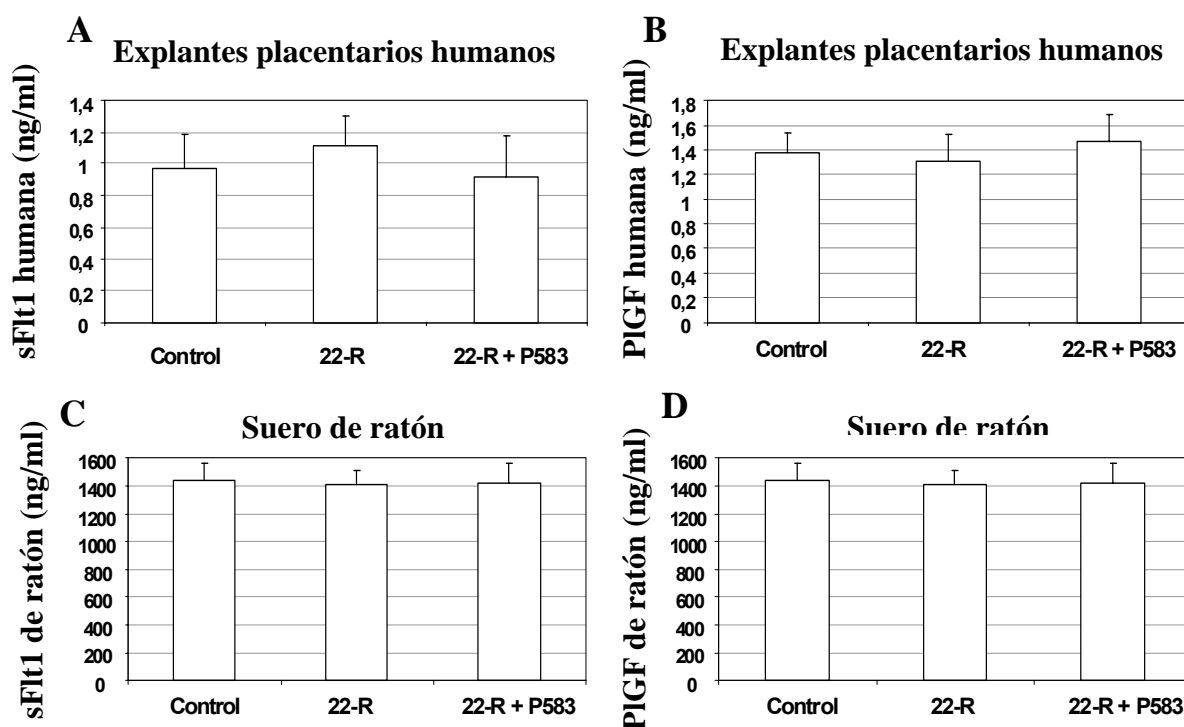 A
Explantes placentarios humanos
sFlt1 humana (ng/ml)
1,4
1,2
1
0,8
0,6
0,4
0,2
0
Control 22-R 22-R + P583
B
Explantes placentarios humanos
PlGF humana (ng/ml)
1,8
1,6
1,4
1,2
1
0,8
0,6
0,4
0,2
0
Control 22-R 22-R + P583
C
Suero de ratón
sFlt1 de ratón (ng/ml)
1600
1400
1200
1000
800
600
400
200
0
Control 22-R 22-R + P583
D
Suero de ratón
PlGF de ratón (ng/ml)
1600
1400
1200
1000
800
600
400
200
0
Control 22-R 22-R + P583